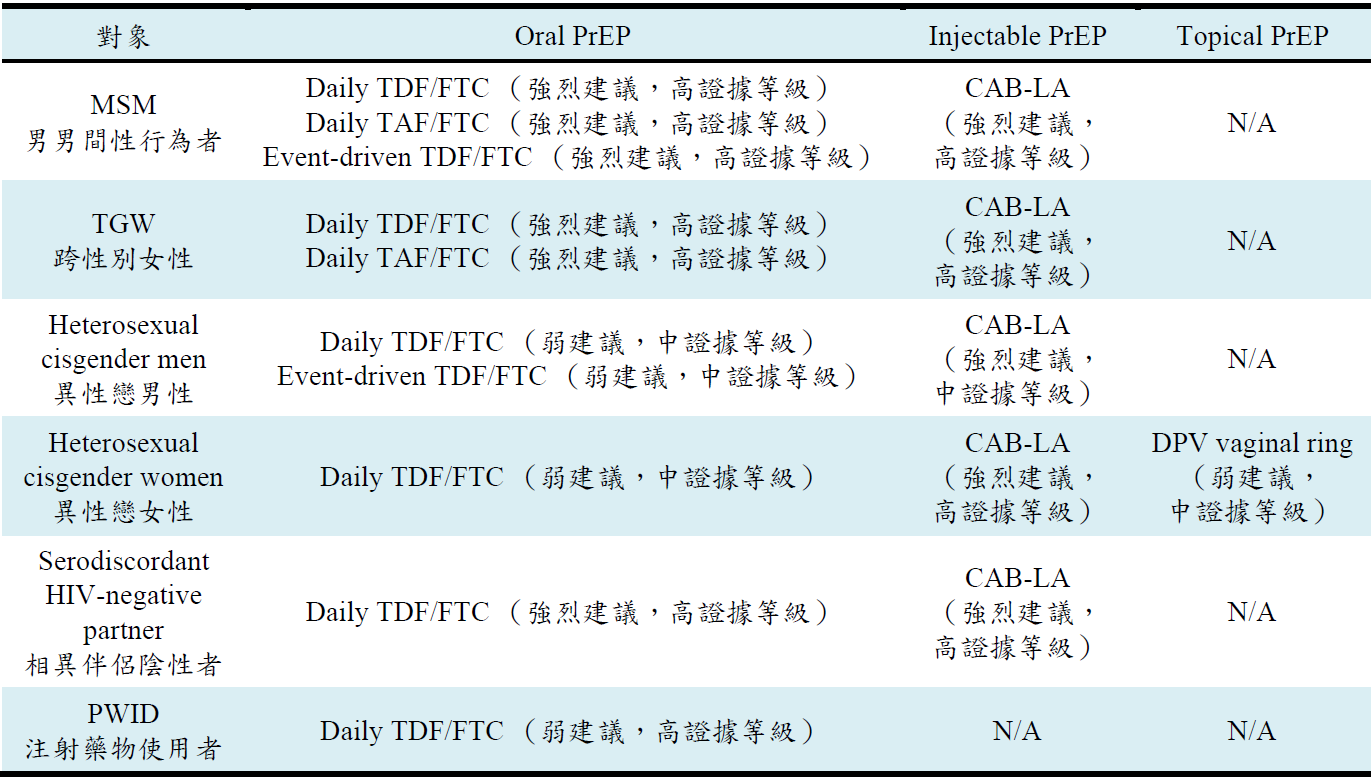 對象 Oral PrEP Injectable PrEP Topical PrEP
MSM
男男間性行為者
Daily TDF/FTC （強烈建議，高證據等級）
Daily TAF/FTC （強烈建議，高證據等級）
Event-driven TDF/FTC （強烈建議，高證據等級）
CAB-LA
（強烈建議，
高證據等級）
N/A
TGW
跨性別女性
Daily TDF/FTC （強烈建議，高證據等級）
Daily TAF/FTC （強烈建議，高證據等級）
CAB-LA
（強烈建議，
高證據等級）
N/A
Heterosexual
cisgender men
異性戀男性
Daily TDF/FTC （弱建議，中證據等級）
Event-driven TDF/FTC （弱建議，中證據等級）
CAB-LA
（強烈建議，
中證據等級）
N/A
Heterosexual
cisgender women
異性戀女性
Daily TDF/FTC （弱建議，中證據等級）
CAB-LA
（強烈建議，
高證據等級）
DPV vaginal ring
（弱建議，
中證據等級）
Serodiscordant
HIV-negative
partner
相異伴侶陰性者
Daily TDF/FTC （強烈建議，高證據等級）
CAB-LA
（強烈建議，
高證據等級）
N/A
PWID
注射藥物使用者
Daily TDF/FTC （弱建議，高證據等級）
N/A
N/A